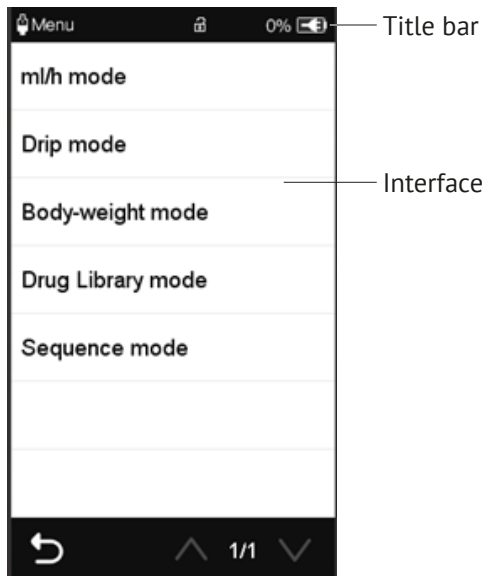 Menu 0%
Title bar
ml/h mode
Drip mode
Interface
Body-weight mode
Drug Library mode
Sequence mode
1/1